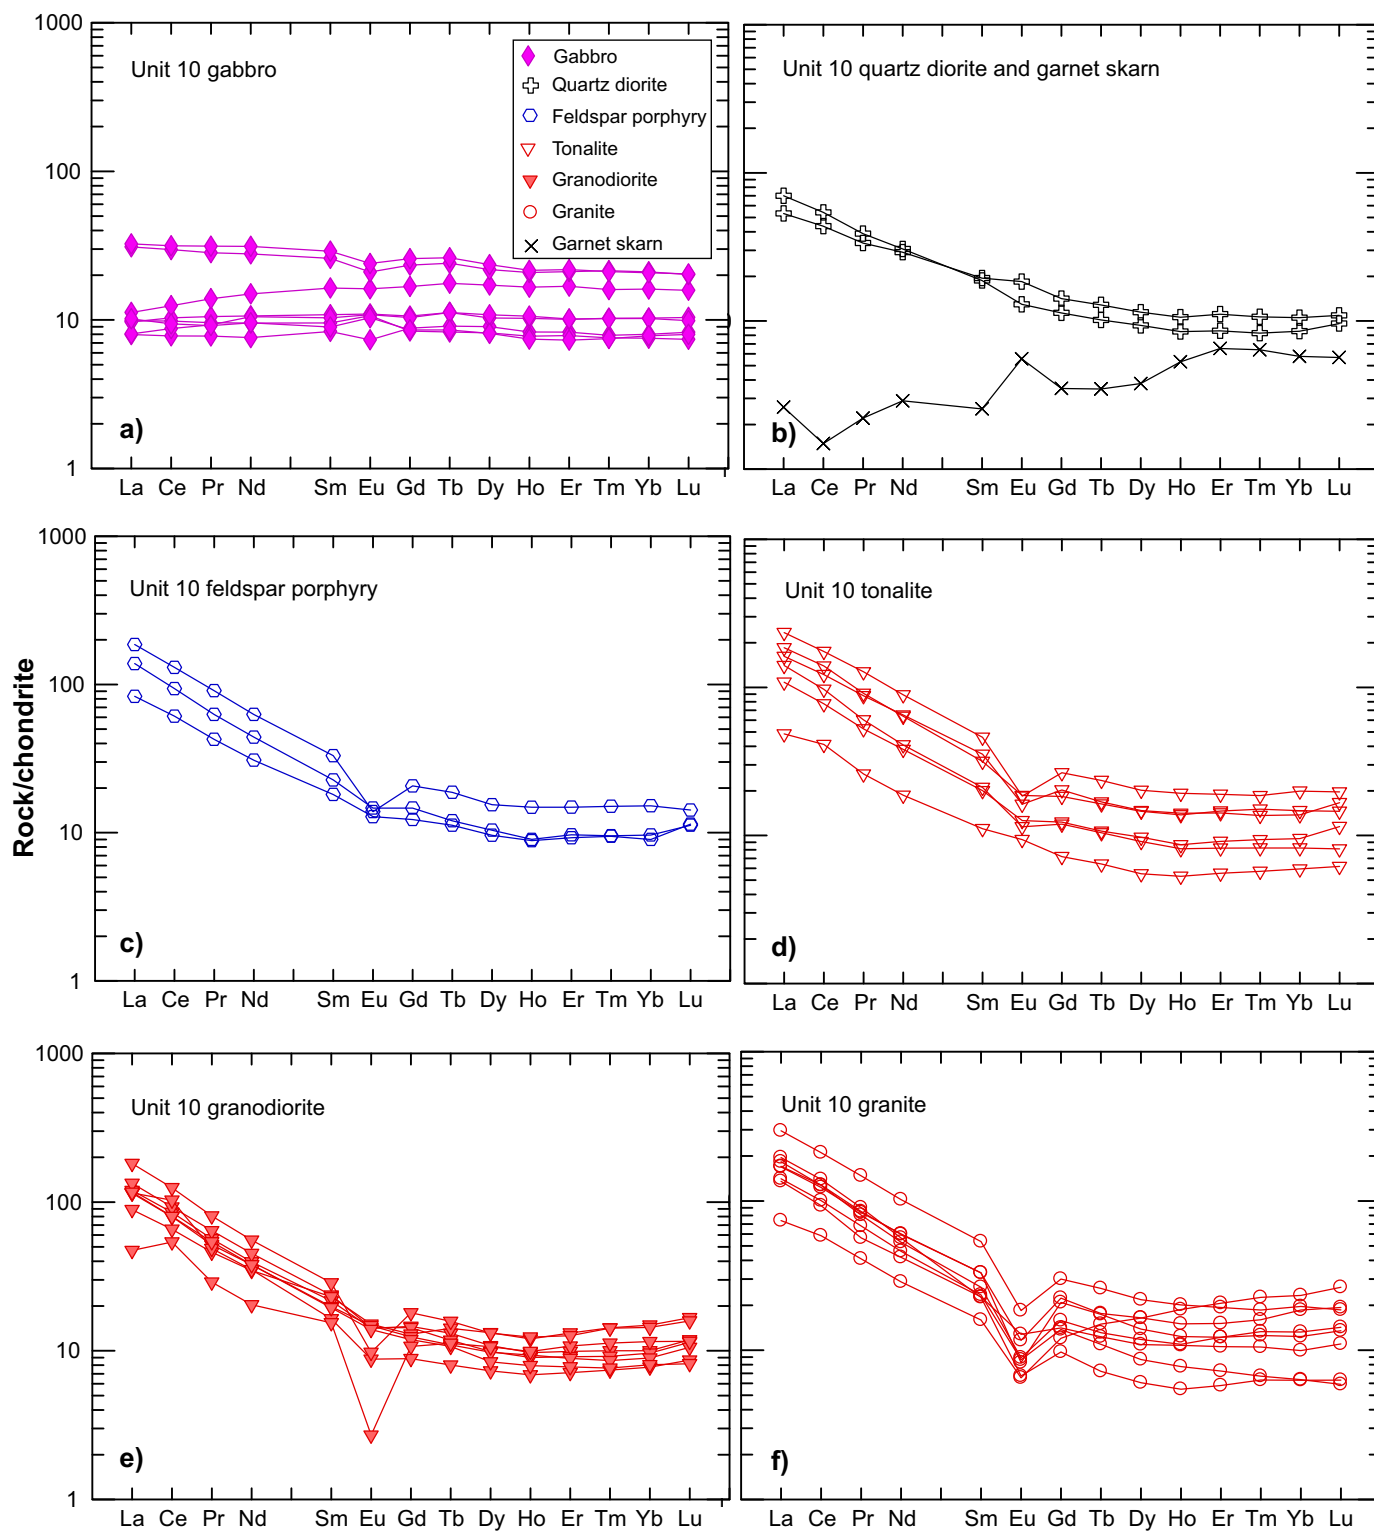 1000
100
10
1
Unit 10 gabbro
Gabbro
Quartz diorite
Feldspar porphyry
Tonalite
Granodiorite
Granite
Garnet skarn
a)
La Ce Pr Nd Sm Eu Gd Tb Dy Ho Er Tm Yb Lu
Unit 10 quartz diorite and garnet skarn
b)
La Ce Pr Nd Sm Eu Gd Tb Dy Ho Er Tm Yb Lu
Rock/chondrite
1000
100
10
1
Unit 10 feldspar porphyry
c)
La Ce Pr Nd Sm Eu Gd Tb Dy Ho Er Tm Yb Lu
Unit 10 tonalite
d)
La Ce Pr Nd Sm Eu Gd Tb Dy Ho Er Tm Yb Lu
1000
100
10
1
Unit 10 granodiorite
e)
La Ce Pr Nd Sm Eu Gd Tb Dy Ho Er Tm Yb Lu
Unit 10 granite
f)
La Ce Pr Nd Sm Eu Gd Tb Dy Ho Er Tm Yb Lu